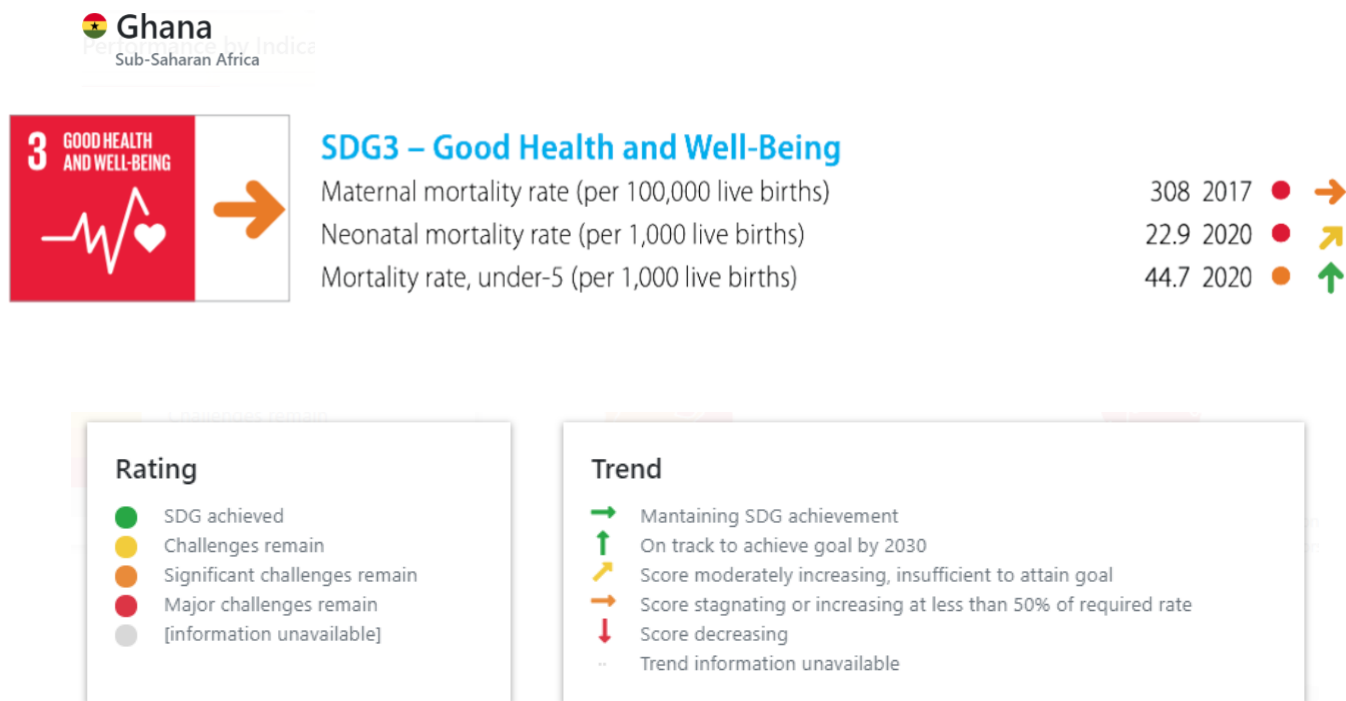 Ghana
Performance by Indica
Sub-Saharan Africa
3 GOOD HEALTH
AND WELL-BEING
SDG3 – Good Health and Well-Being
Maternal mortality rate (per 100,000 live births) 308 2017
Neonatal mortality rate (per 1,000 live births) 22.9 2020
Mortality rate, under-5 (per 1,000 live births) 44.7 2020
Challenges remain
Rating
SDG achieved
Challenges remain
Significant challenges remain
Major challenges remain
[information unavailable]
Trend
Mantaining SDG achievement
On track to achieve goal by 2030
Score moderately increasing, insufficient to attain goal
Score stagnating or increasing at less than 50% of required rate
Score decreasing
Trend information unavailable